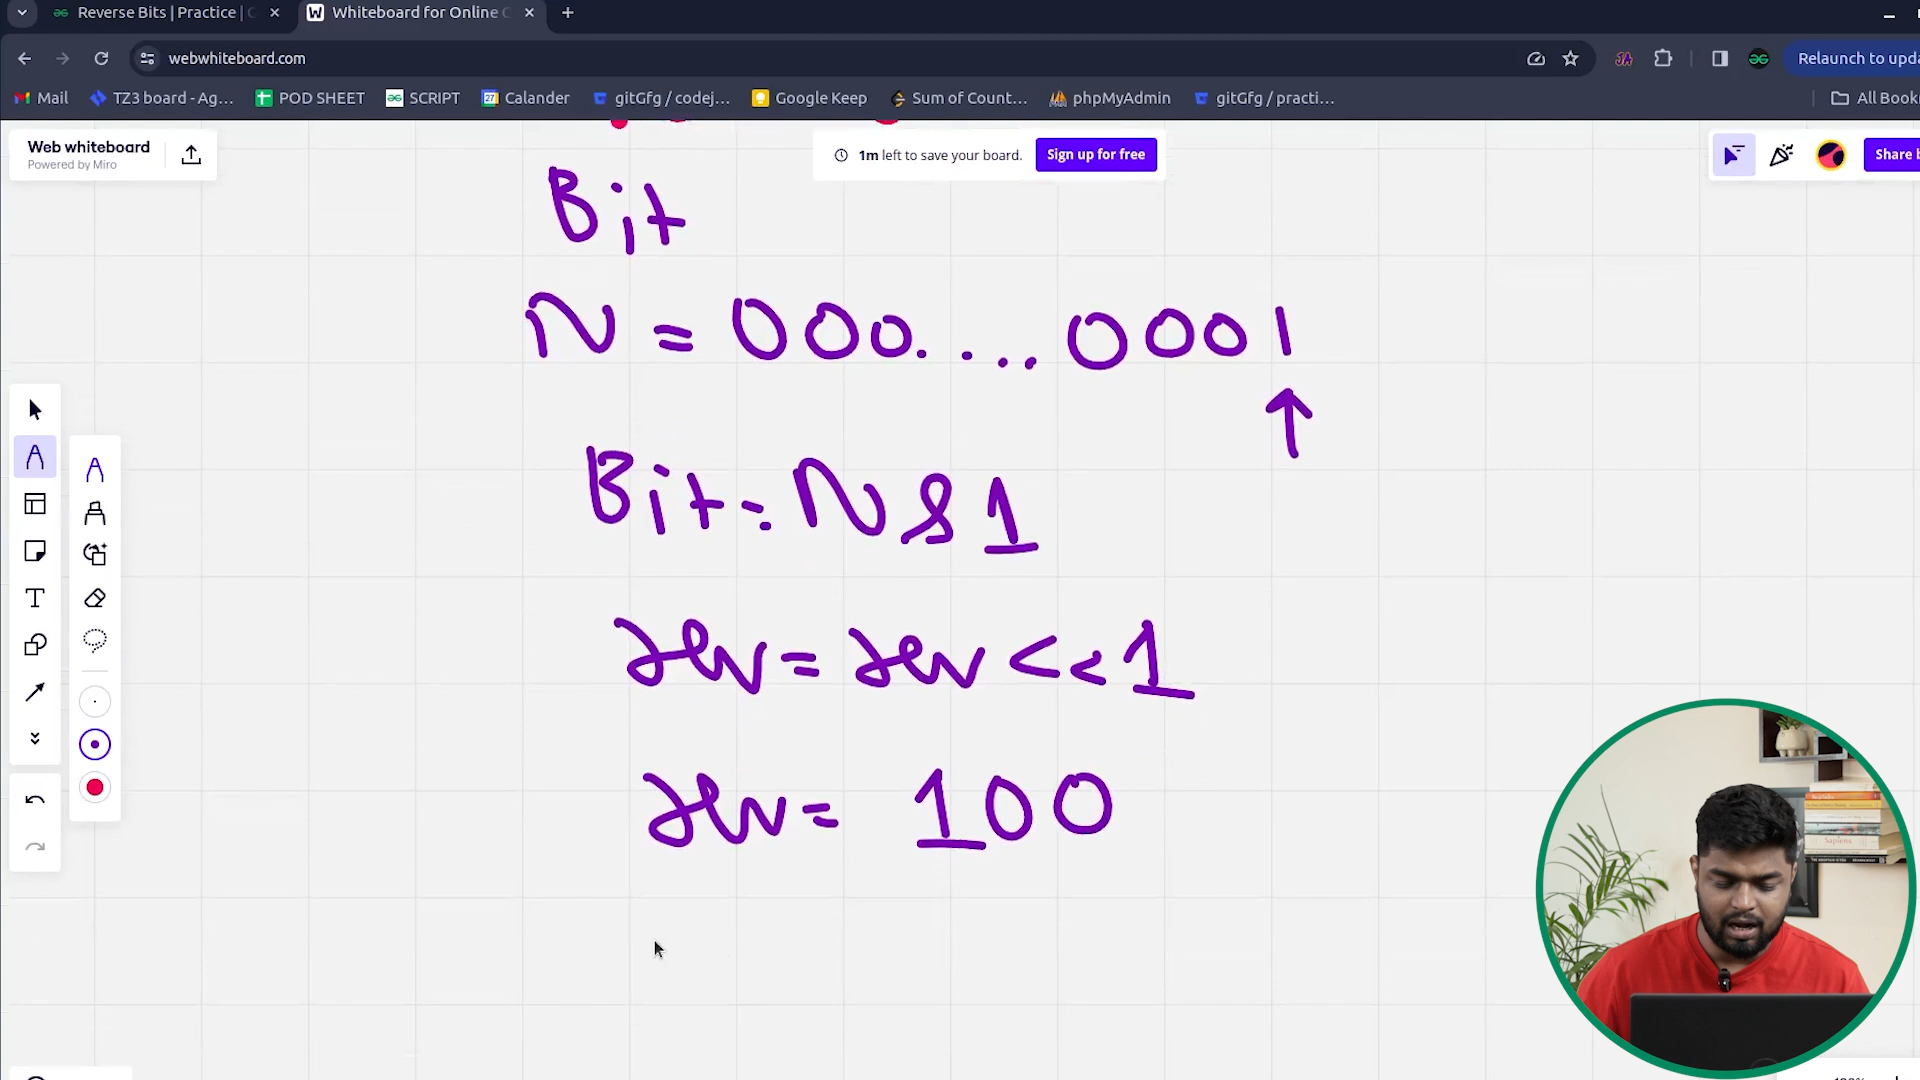 Reverse Bits | Practice |
Whiteboard for Online
webwhiteboard.com
Relaunch to upda
Mail
TZ3 board - Ag...
POD SHEET
SCRIPT
27
Calander
gitGfg / codej...
Google Keep
Sum of Count...
phpMyAdmin
gitGfg / practi...
All Book
Web whiteboard
Powered by Miro
1m left to save your board.
Sign up for free
Share b
Bit
N = 000.... 0001
Bit = N & 1
rev = rev << 1
rev = 100